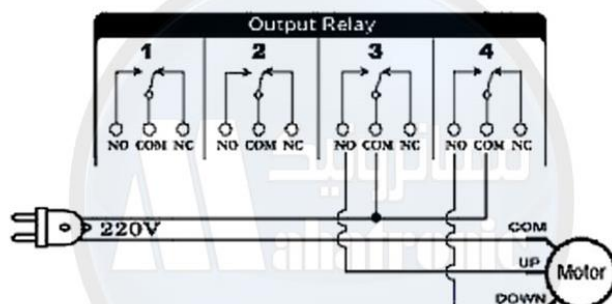 Output Relay
1 2 3 4
NO COM NC NO COM NC NO COM NC NO COM NC
220V
COM
UP
Motor
DOWN